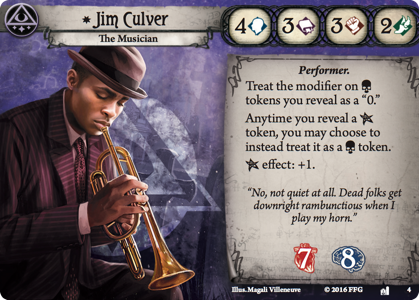 * Jim Culver
The Musician
4 3 3 2
Performer.
Treat the modifier on
tokens you reveal as a “0.”
Anytime you reveal a
token, you may choose to
instead treat it as a token.
effect: +1.
“No, not quiet at all. Dead folks get
downright rambunctious when I
play my horn.”
7 8
Illus. Magali Villeneuve © 2016 FFG 4